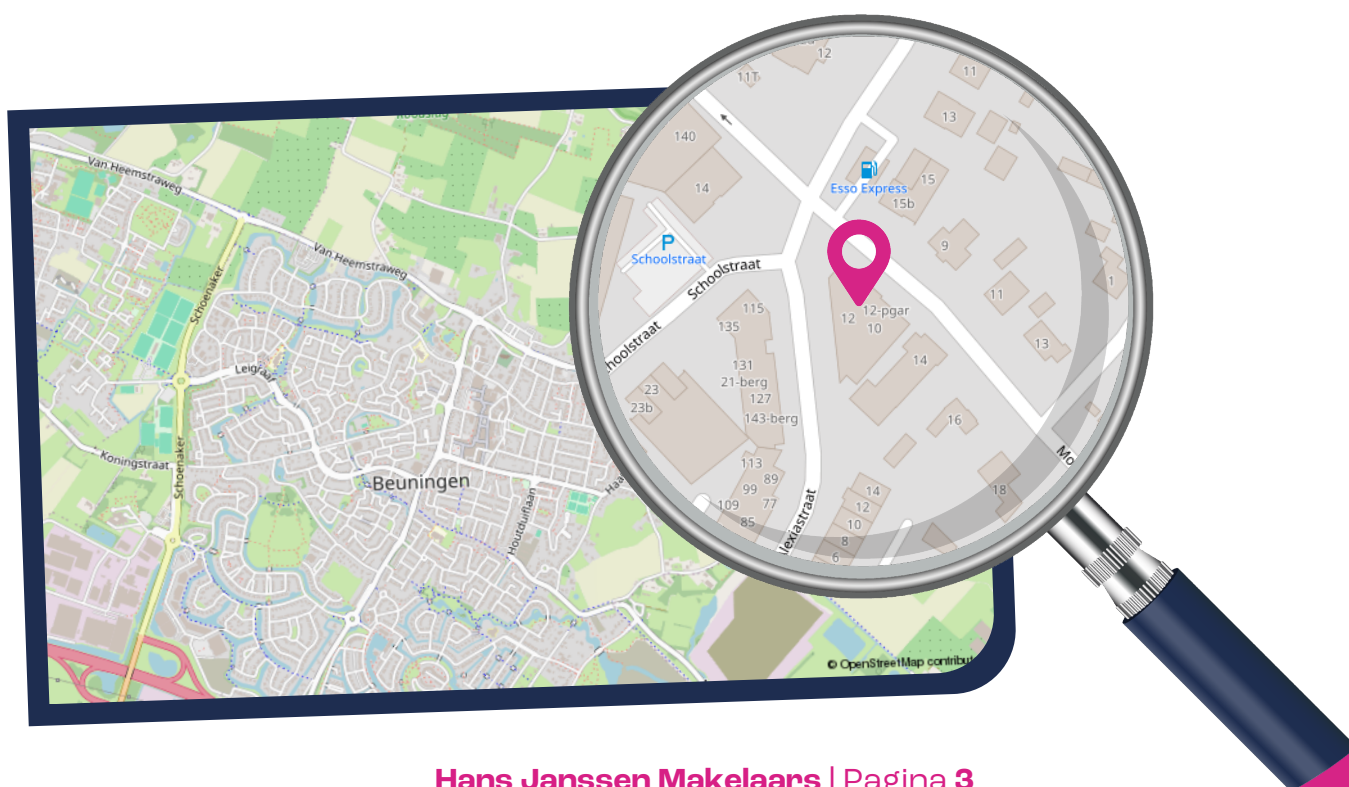 Van Heemstraweg
Van Heemstraweg
Schoenaker
Leigraaf
Schoenaker
Koningstraat
Beuningen
Houtduiflaan
© OpenStreetMap contribut
12
11T
11
140
13
14
Esso Express
15
15b
P
Schoolstraat
9
Schoolstraat
11
1
115
12-pgar
12
10
135
hoolstraat
13
131
14
21-berg
23
127
23b
143-berg
16
113
89
99
14
18
109
77
12
85
10
8
6
lexiastraat
Mo
Hans Janssen Makelaars | Pagina 3